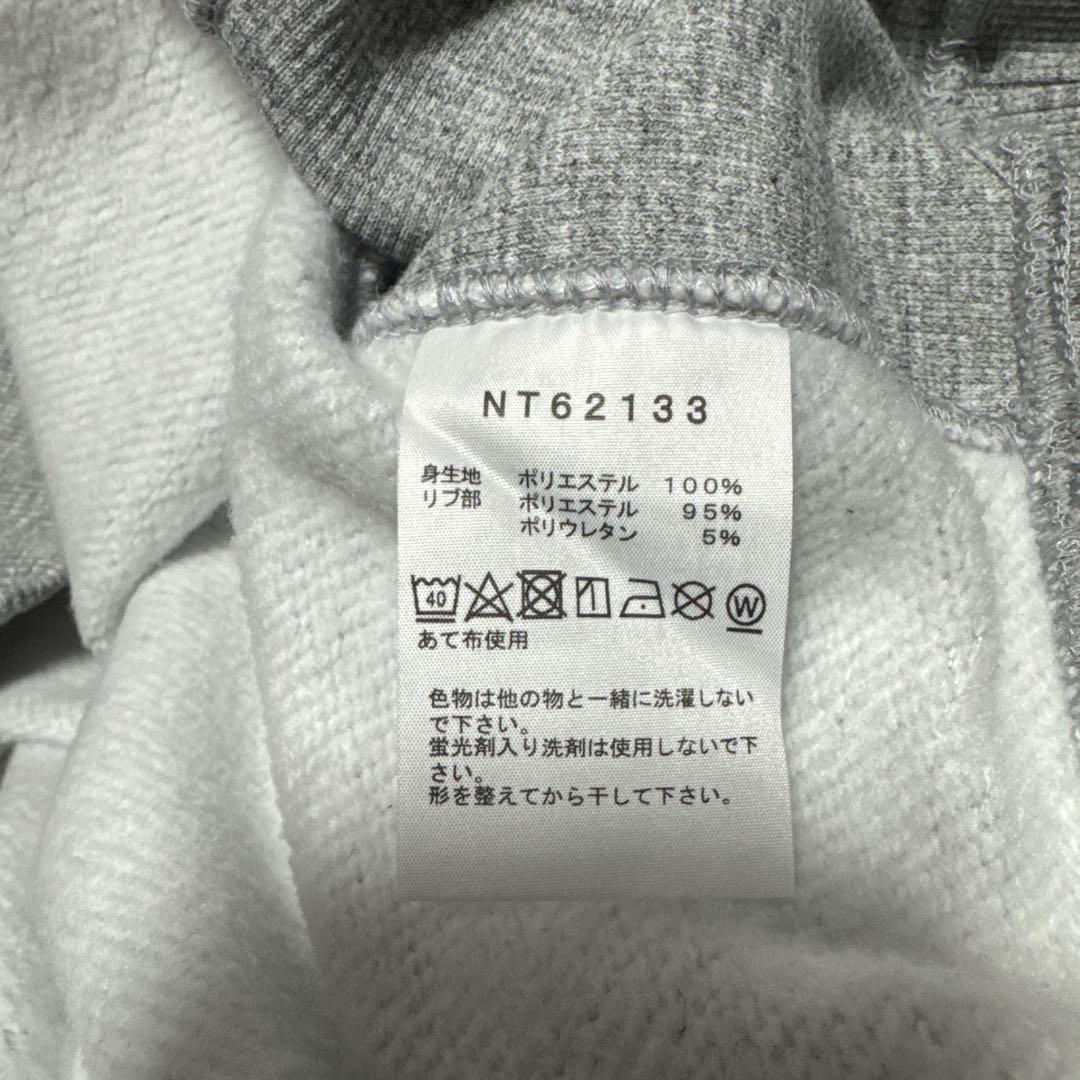 NT62133
身生地 ポリエステル 100%
リブ部 ポリエステル 95%
ポリウレタン 5%
40 W
あて布使用
色物は他の物と一緒に洗濯しない
で下さい。
蛍光剤入り洗剤は使用しないで下
さい。
形を整えてから干して下さい。